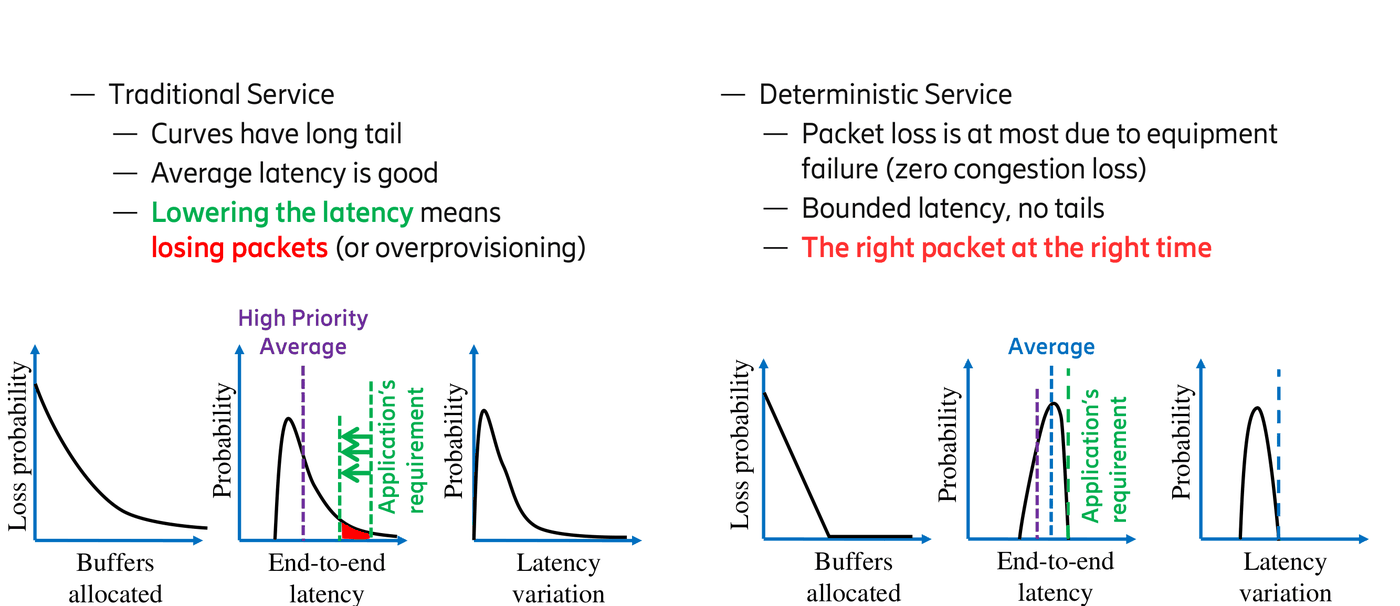 — Traditional Service
— Curves have long tail
— Average latency is good
— Lowering the latency means
losing packets (or overprovisioning)
— Deterministic Service
— Packet loss is at most due to equipment
failure (zero congestion loss)
— Bounded latency, no tails
— The right packet at the right time
Loss probability
Buffers
allocated
High Priority
Average
Probability
Application's
requirement
End-to-end
latency
Probability
Latency
variation
Loss probability
Buffers
allocated
Average
Probability
Application's
requirement
End-to-end
latency
Probability
Latency
variation